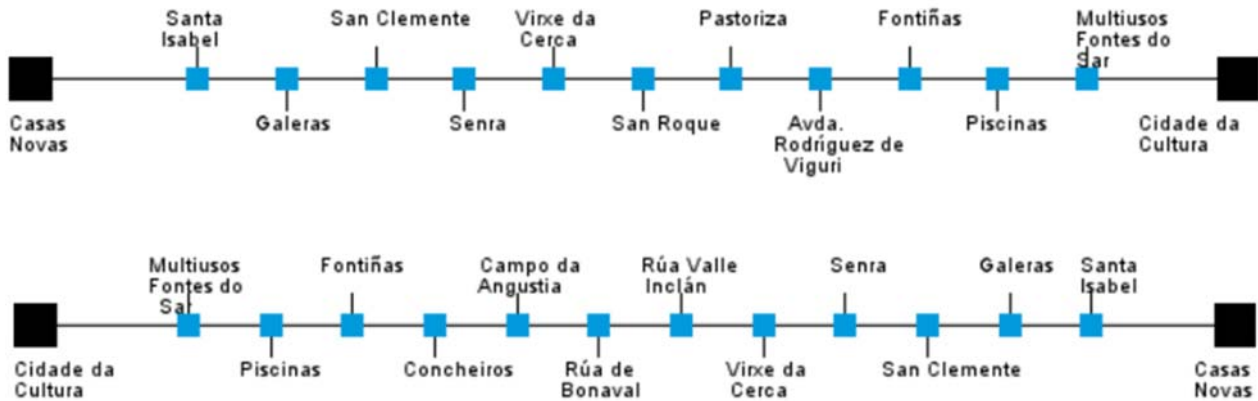 Santa
Isabel
San Clemente
Virxe da
Cerca
Pastoriza
Fontiñas
Multiusos
Fontes do
Sar
Casas
Novas
Galeras
Senra
San Roque
Avda.
Rodríguez de
Viguri
Piscinas
Cidade da
Cultura
Multiusos
Fontes do
Sar
Fontiñas
Campo da
Angustia
Rúa Valle
Inclán
Senra
Galeras
Santa
Isabel
Cidade da
Cultura
Piscinas
Concheiros
Rúa de
Bonaval
Virxe da
Cerca
San Clemente
Casas
Novas